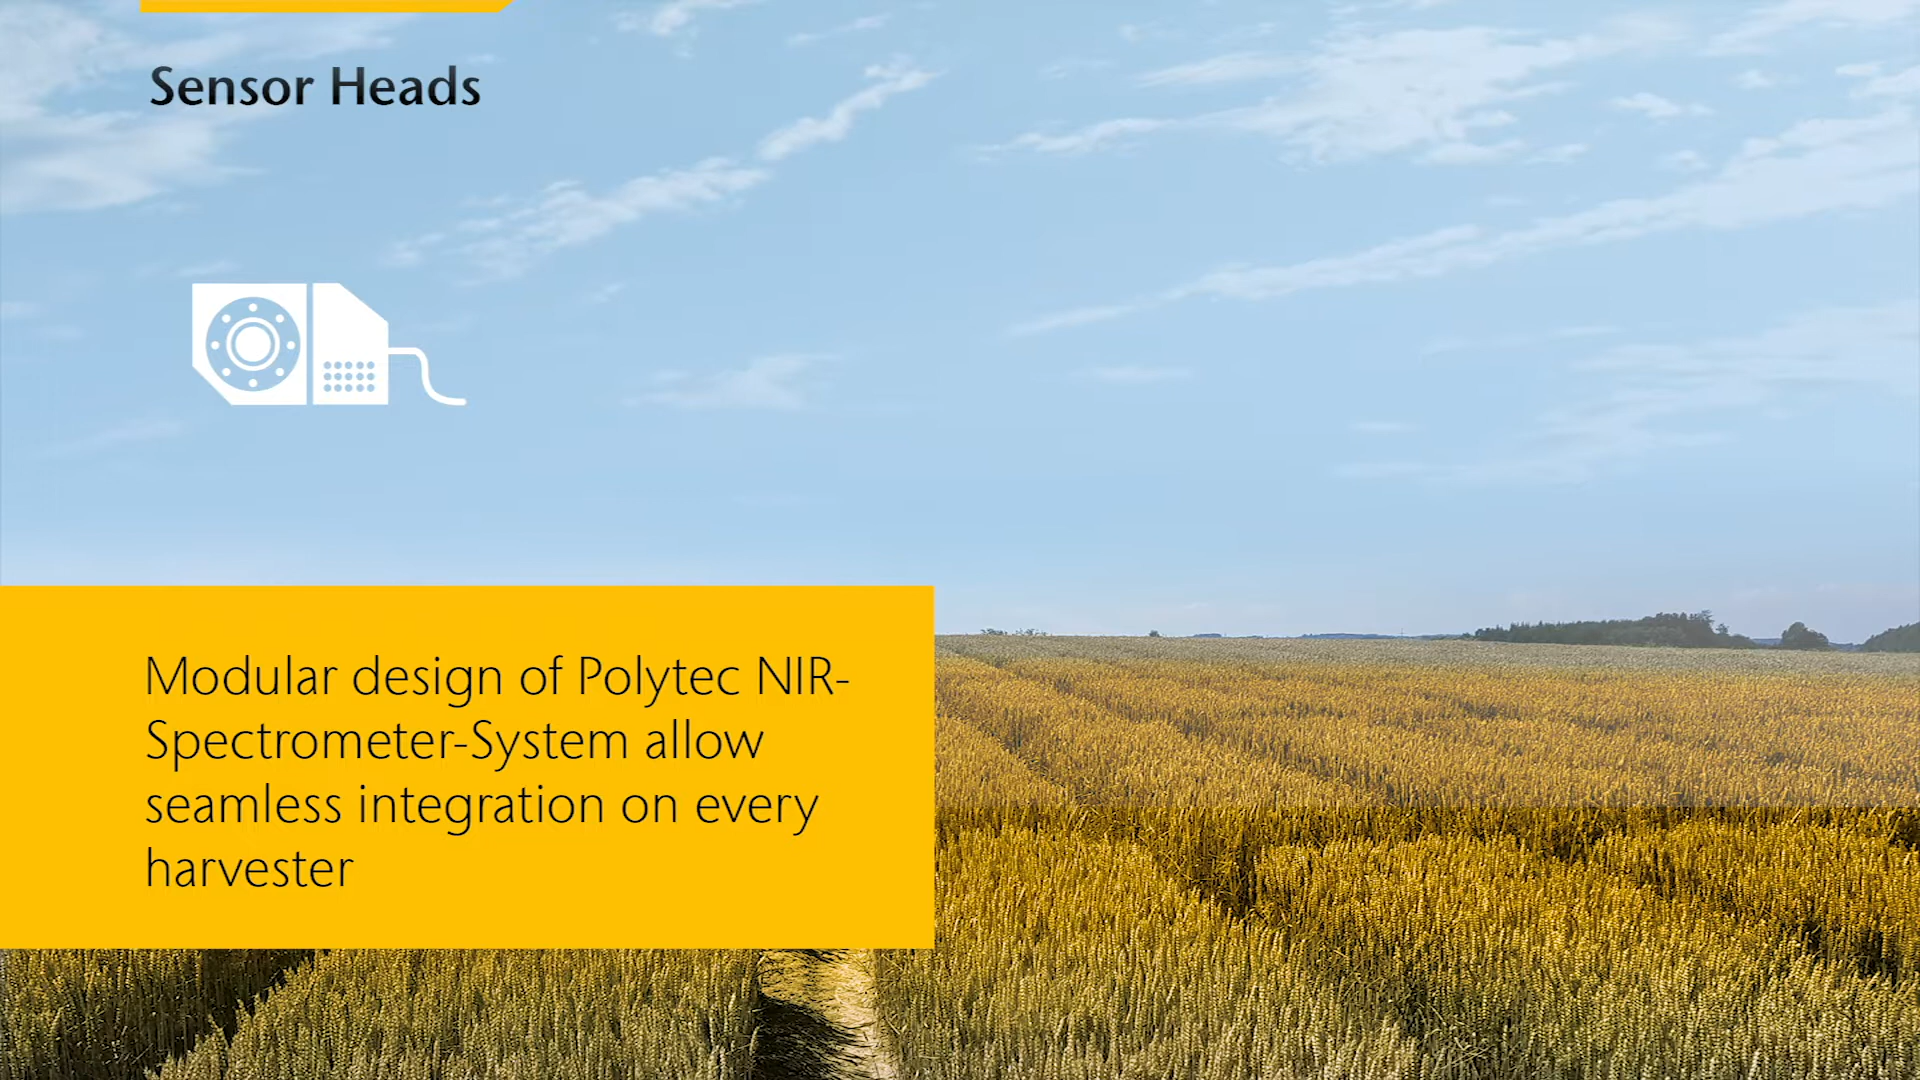 Sensor Heads
Modular design of Polytec NIR-
Spectrometer-System allow
seamless integration on every
harvester